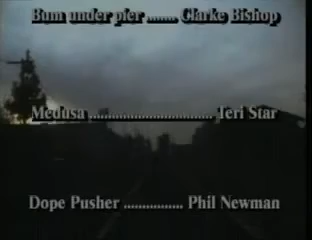 Bum under pier ....... Clarke Bishop
Medusa ............................... Teri Star
Dope Pusher ............... Phil Newman